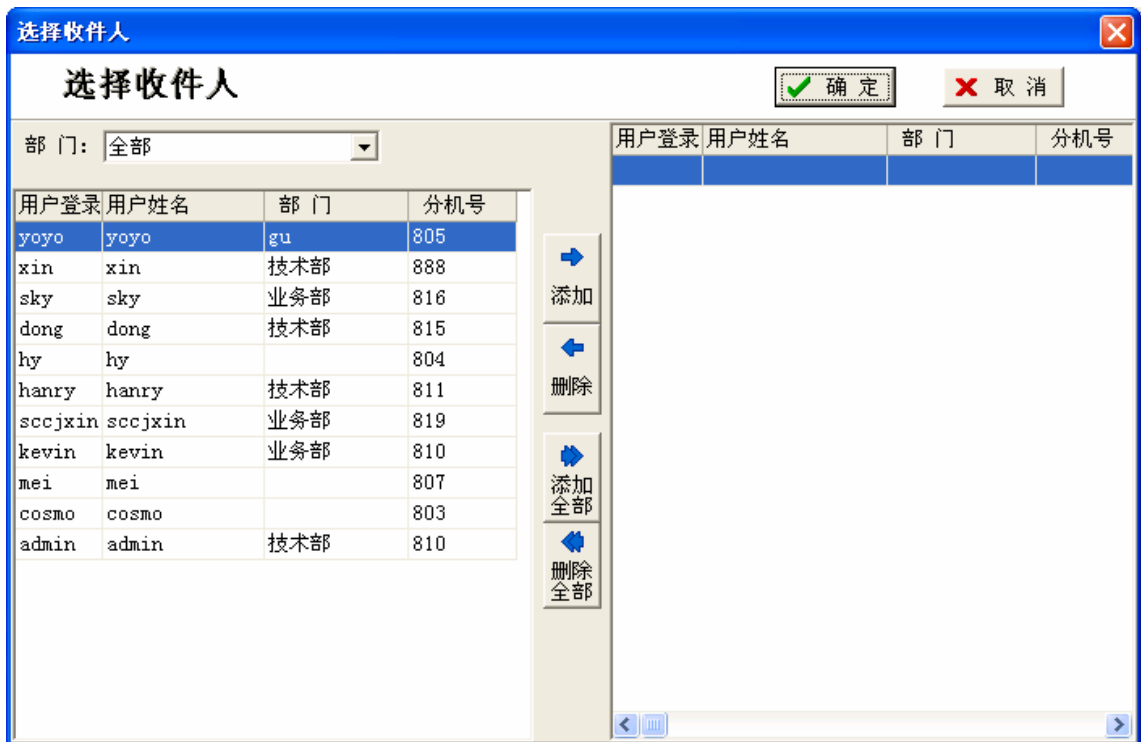 选择收件人
选择收件人
确 定
取 消
部 门: 全部
用户登录 用户姓名 部 门 分机号
yoyo yoyo gu 805
xin xin 技术部 888
sky sky 业务部 816
dong dong 技术部 815
hy hy 804
hanry hanry 技术部 811
sccjxin sccjxin 业务部 819
kevin kevin 业务部 810
mei mei 807
cosmo cosmo 803
admin admin 技术部 810
添加
删除
添加
全部
删除
全部
用户登录 用户姓名 部 门 分机号